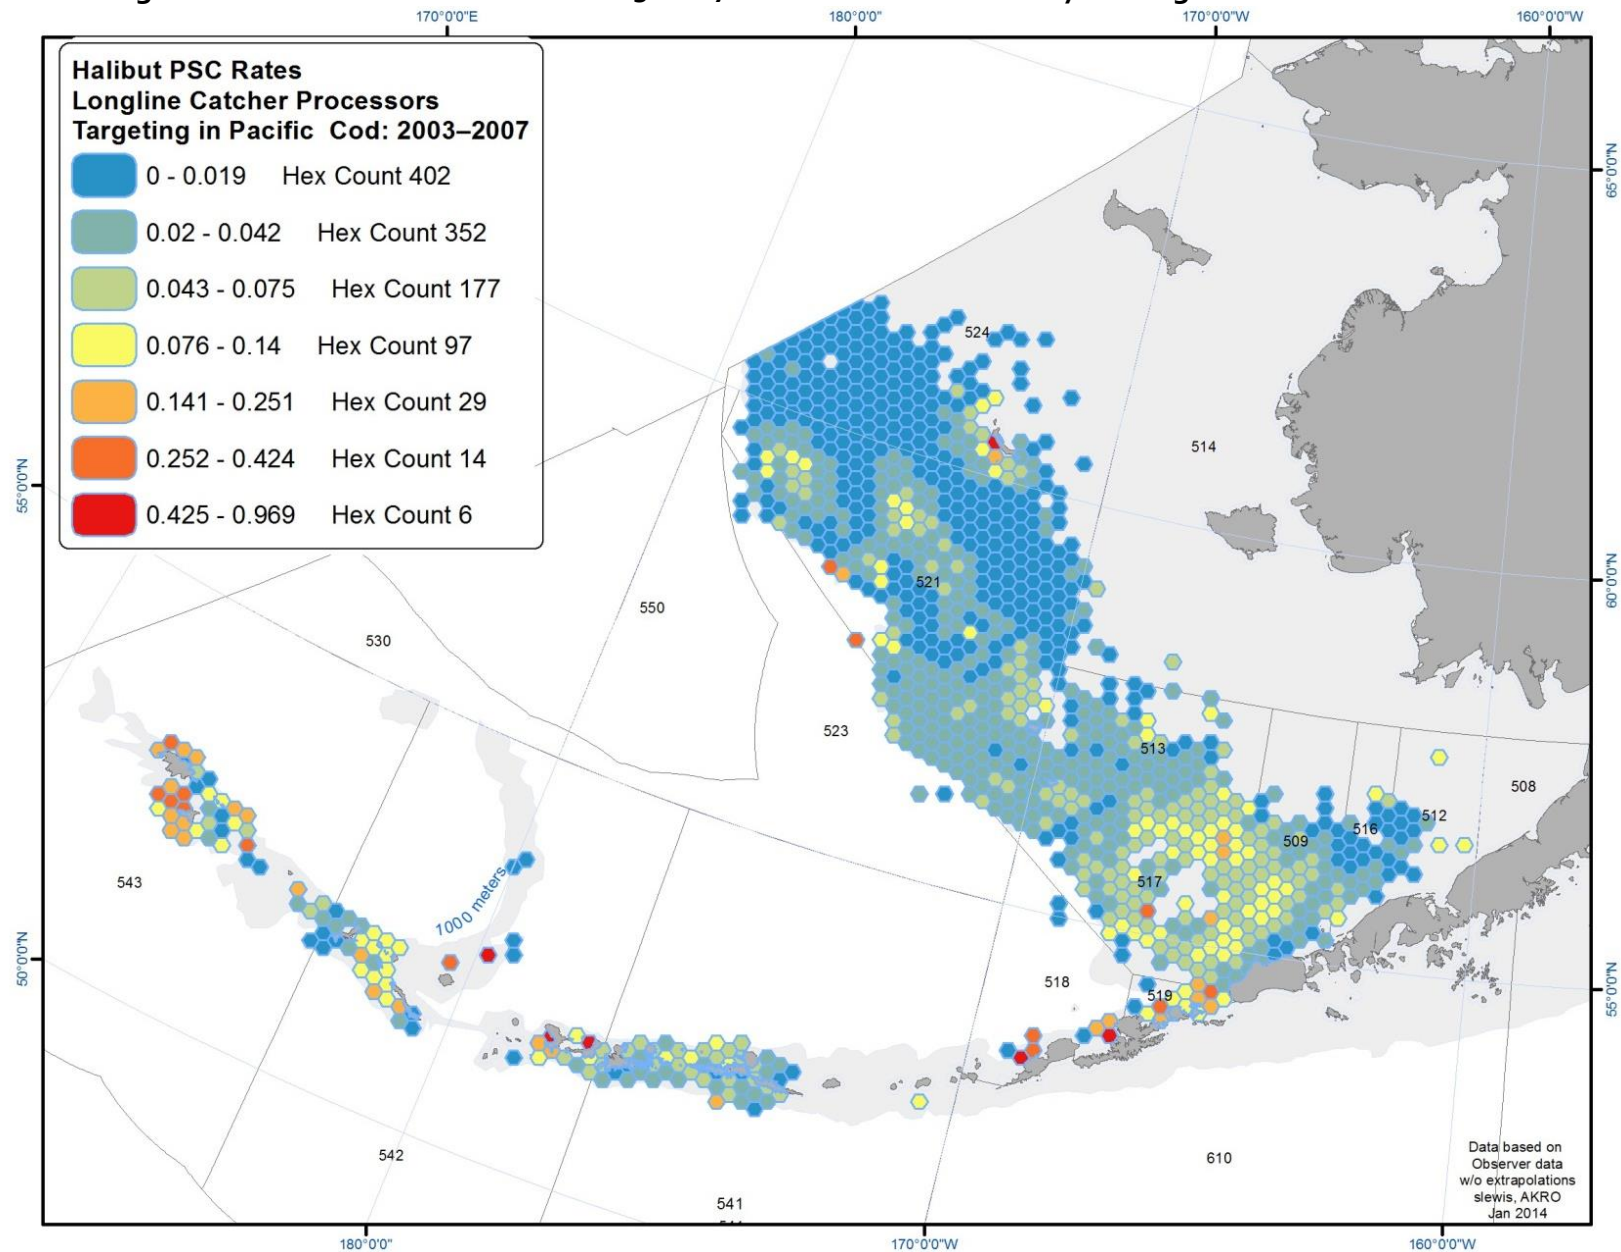 170°0'0"E
180°0'0"
170°0'0"W
160°0'0"W
Halibut PSC Rates
Longline Catcher Processors
Targeting in Pacific Cod: 2003–2007
0 - 0.019 Hex Count 402
0.02 - 0.042 Hex Count 352
0.043 - 0.075 Hex Count 177
0.076 - 0.14 Hex Count 97
0.141 - 0.251 Hex Count 29
0.252 - 0.424 Hex Count 14
0.425 - 0.969 Hex Count 6
65°0'0"N
524
514
55°0'0"N
60°0'0"N
521
550
530
523
513
508
512
516
509
543
517
1000 meters
50°0'0"N
518
519
55°0'0"N
542
610
541
Data based on
Observer data
w/o extrapolations
slewis, AKRO
Jan 2014
180°0'0"
170°0'0"W
160°0'0"W